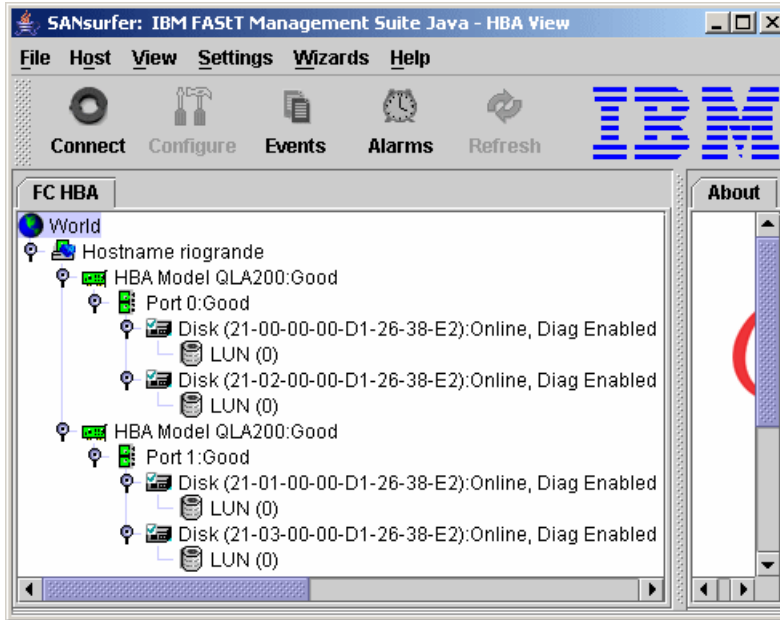 SANsurfer: IBM FAStT Management Suite Java - HBA View
File Host View Settings Wizards Help
Connect Configure Events Alarms Refresh IBM
FC HBA About
World
Hostname riogrande
HBA Model QLA200:Good
Port 0:Good
Disk (21-00-00-00-D1-26-38-E2):Online, Diag Enabled
LUN (0)
Disk (21-02-00-00-D1-26-38-E2):Online, Diag Enabled
LUN (0)
HBA Model QLA200:Good
Port 1:Good
Disk (21-01-00-00-D1-26-38-E2):Online, Diag Enabled
LUN (0)
Disk (21-03-00-00-D1-26-38-E2):Online, Diag Enabled
LUN (0)